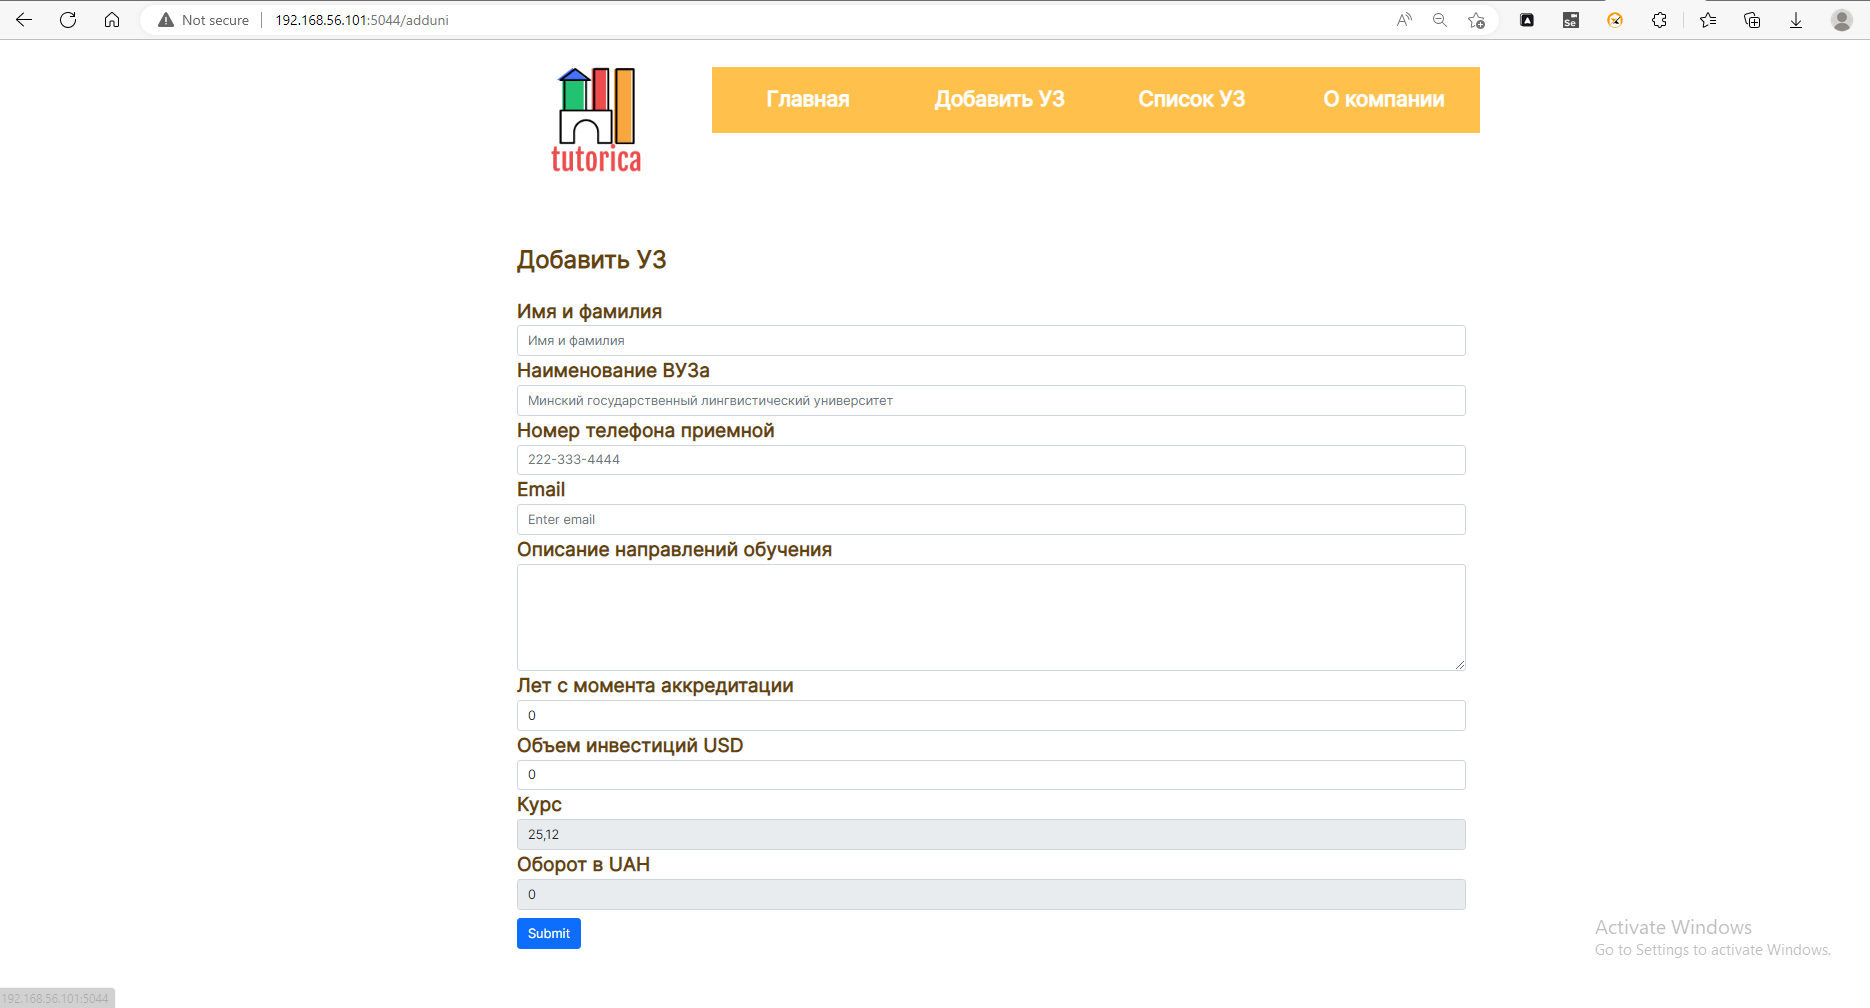 Not secure
192.168.56.101:5044/adduni
Se
tutorica
Главная Добавить УЗ Список УЗ О компании
Добавить УЗ
Имя и фамилия
Имя и фамилия
Наименование ВУЗа
Минский государственный лингвистический университет
Номер телефона приемной
222-333-4444
Email
Enter email
Описание направлений обучения
Лет с момента аккредитации
0
Объем инвестиций USD
0
Курс
25,12
Оборот в UAH
0
Submit
Activate Windows
Go to Settings to activate Windows.
192.168.56.101:5044